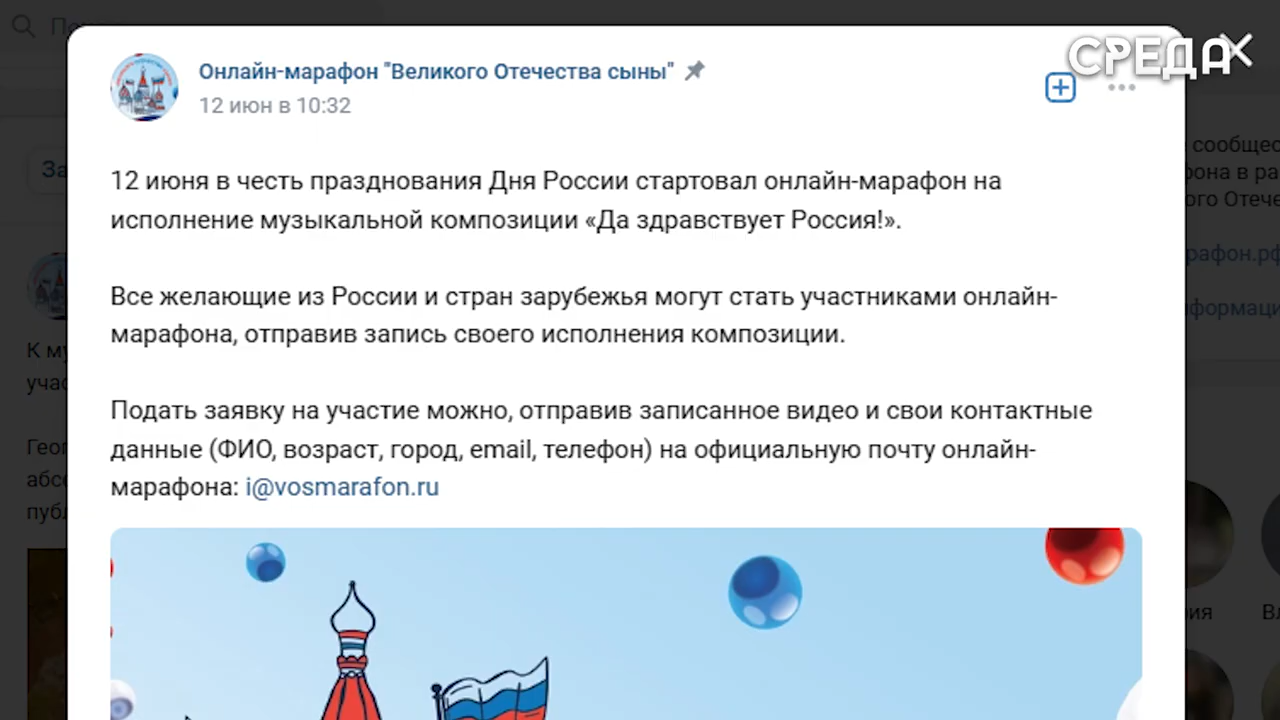 СРЕДА
Онлайн-марафон "Великого Отечества сыны"
12 июн в 10:32
12 июня в честь празднования Дня России стартовал онлайн-марафон на
исполнение музыкальной композиции «Да здравствует Россия!».
Все желающие из России и стран зарубежья могут стать участниками онлайн-
марафона, отправив запись своего исполнения композиции.
Подать заявку на участие можно, отправив записанное видео и свои контактные
данные (ФИО, возраст, город, email, телефон) на официальную почту онлайн-
марафона: i@vosmarafon.ru